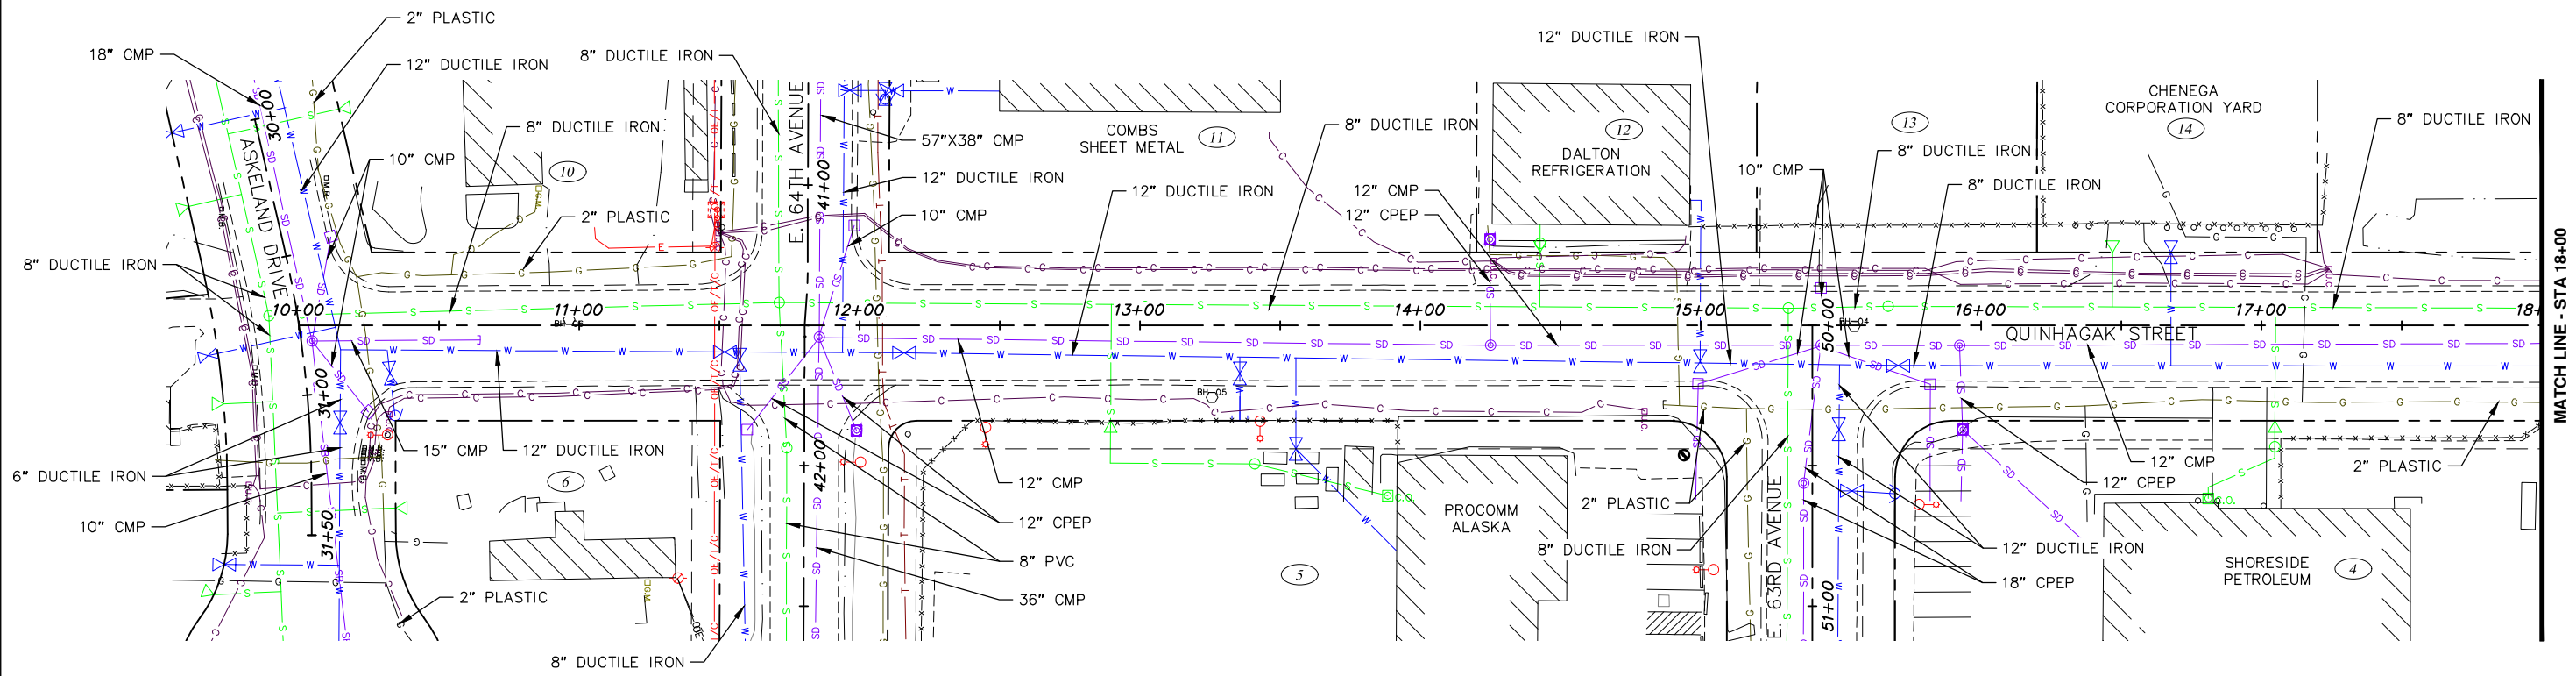 2" PLASTIC
18" CMP
12" DUCTILE IRON
8" DUCTILE IRON
12" DUCTILE IRON
8" DUCTILE IRON
10" CMP
2" PLASTIC
57"X38" CMP
12" DUCTILE IRON
10" CMP
12" DUCTILE IRON
8" DUCTILE IRON
COMBS
SHEET METAL
11
10
12" CMP
12" CPEP
12
DALTON
REFRIGERATION
10" CMP
13
8" DUCTILE IRON
8" DUCTILE IRON
CHENEGA
CORPORATION YARD
14
8" DUCTILE IRON
30+00
ASKELAND DRIVE
E. 64TH AVENUE
41+00
8" DUCTILE IRON
10+00
11+00
12+00
13+00
14+00
15+00
50+00
16+00
17+00
18+
BH-05
BH-04
QUINHAGAK STREET
MATCH LINE - STA 18+00
31+00
BH-05
42+00
6" DUCTILE IRON
15" CMP
12" DUCTILE IRON
6
10" CMP
31+50
2" PLASTIC
8" DUCTILE IRON
12" CMP
12" CPEP
8" PVC
36" CMP
C.O.
PROCOMM
ALASKA
5
2" PLASTIC
8" DUCTILE IRON
E. 63RD AVENUE
51+00
12" CMP
12" CPEP
2" PLASTIC
12" DUCTILE IRON
18" CPEP
C.O.
SHORESIDE
PETROLEUM
4